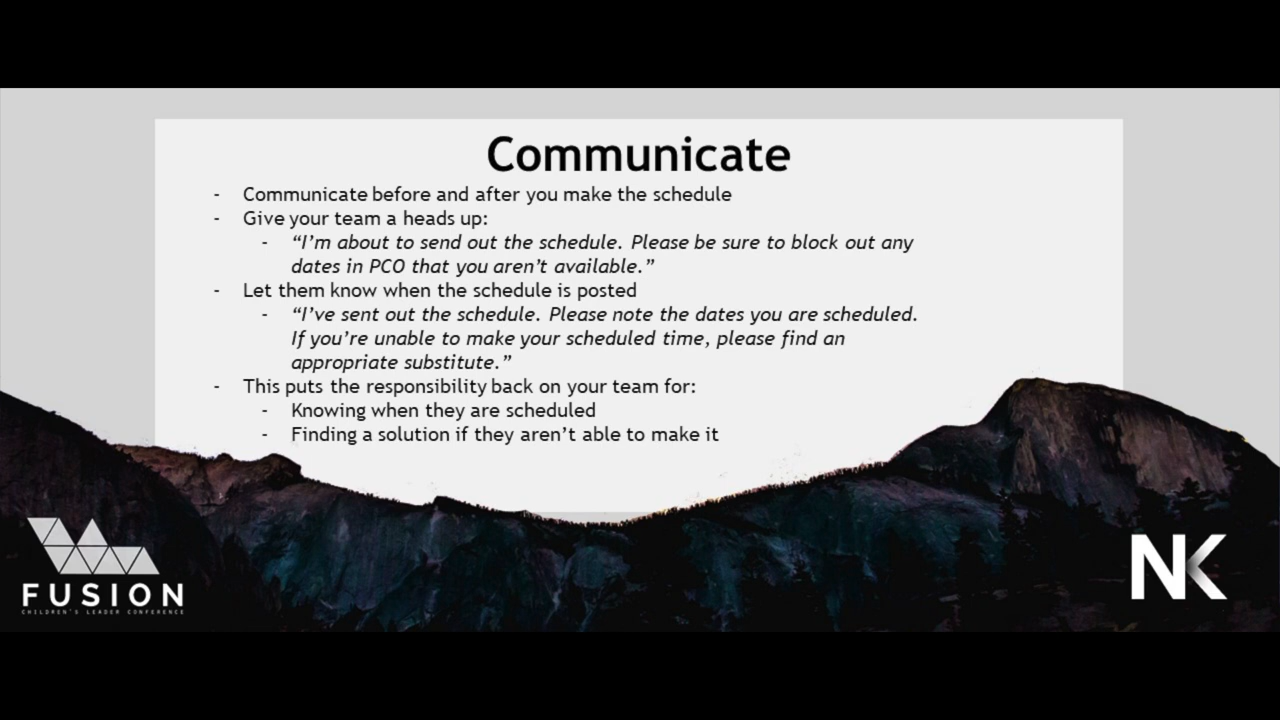 Communicate
- Communicate before and after you make the schedule
- Give your team a heads up:
- “I’m about to send out the schedule. Please be sure to block out any
dates in PCO that you aren’t available.”
- Let them know when the schedule is posted
- “I’ve sent out the schedule. Please note the dates you are scheduled.
If you’re unable to make your scheduled time, please find an
appropriate substitute.”
- This puts the responsibility back on your team for:
- Knowing when they are scheduled
- Finding a solution if they aren’t able to make it
FUSION
CHILDREN'S LEADER CONFERENCE
NK